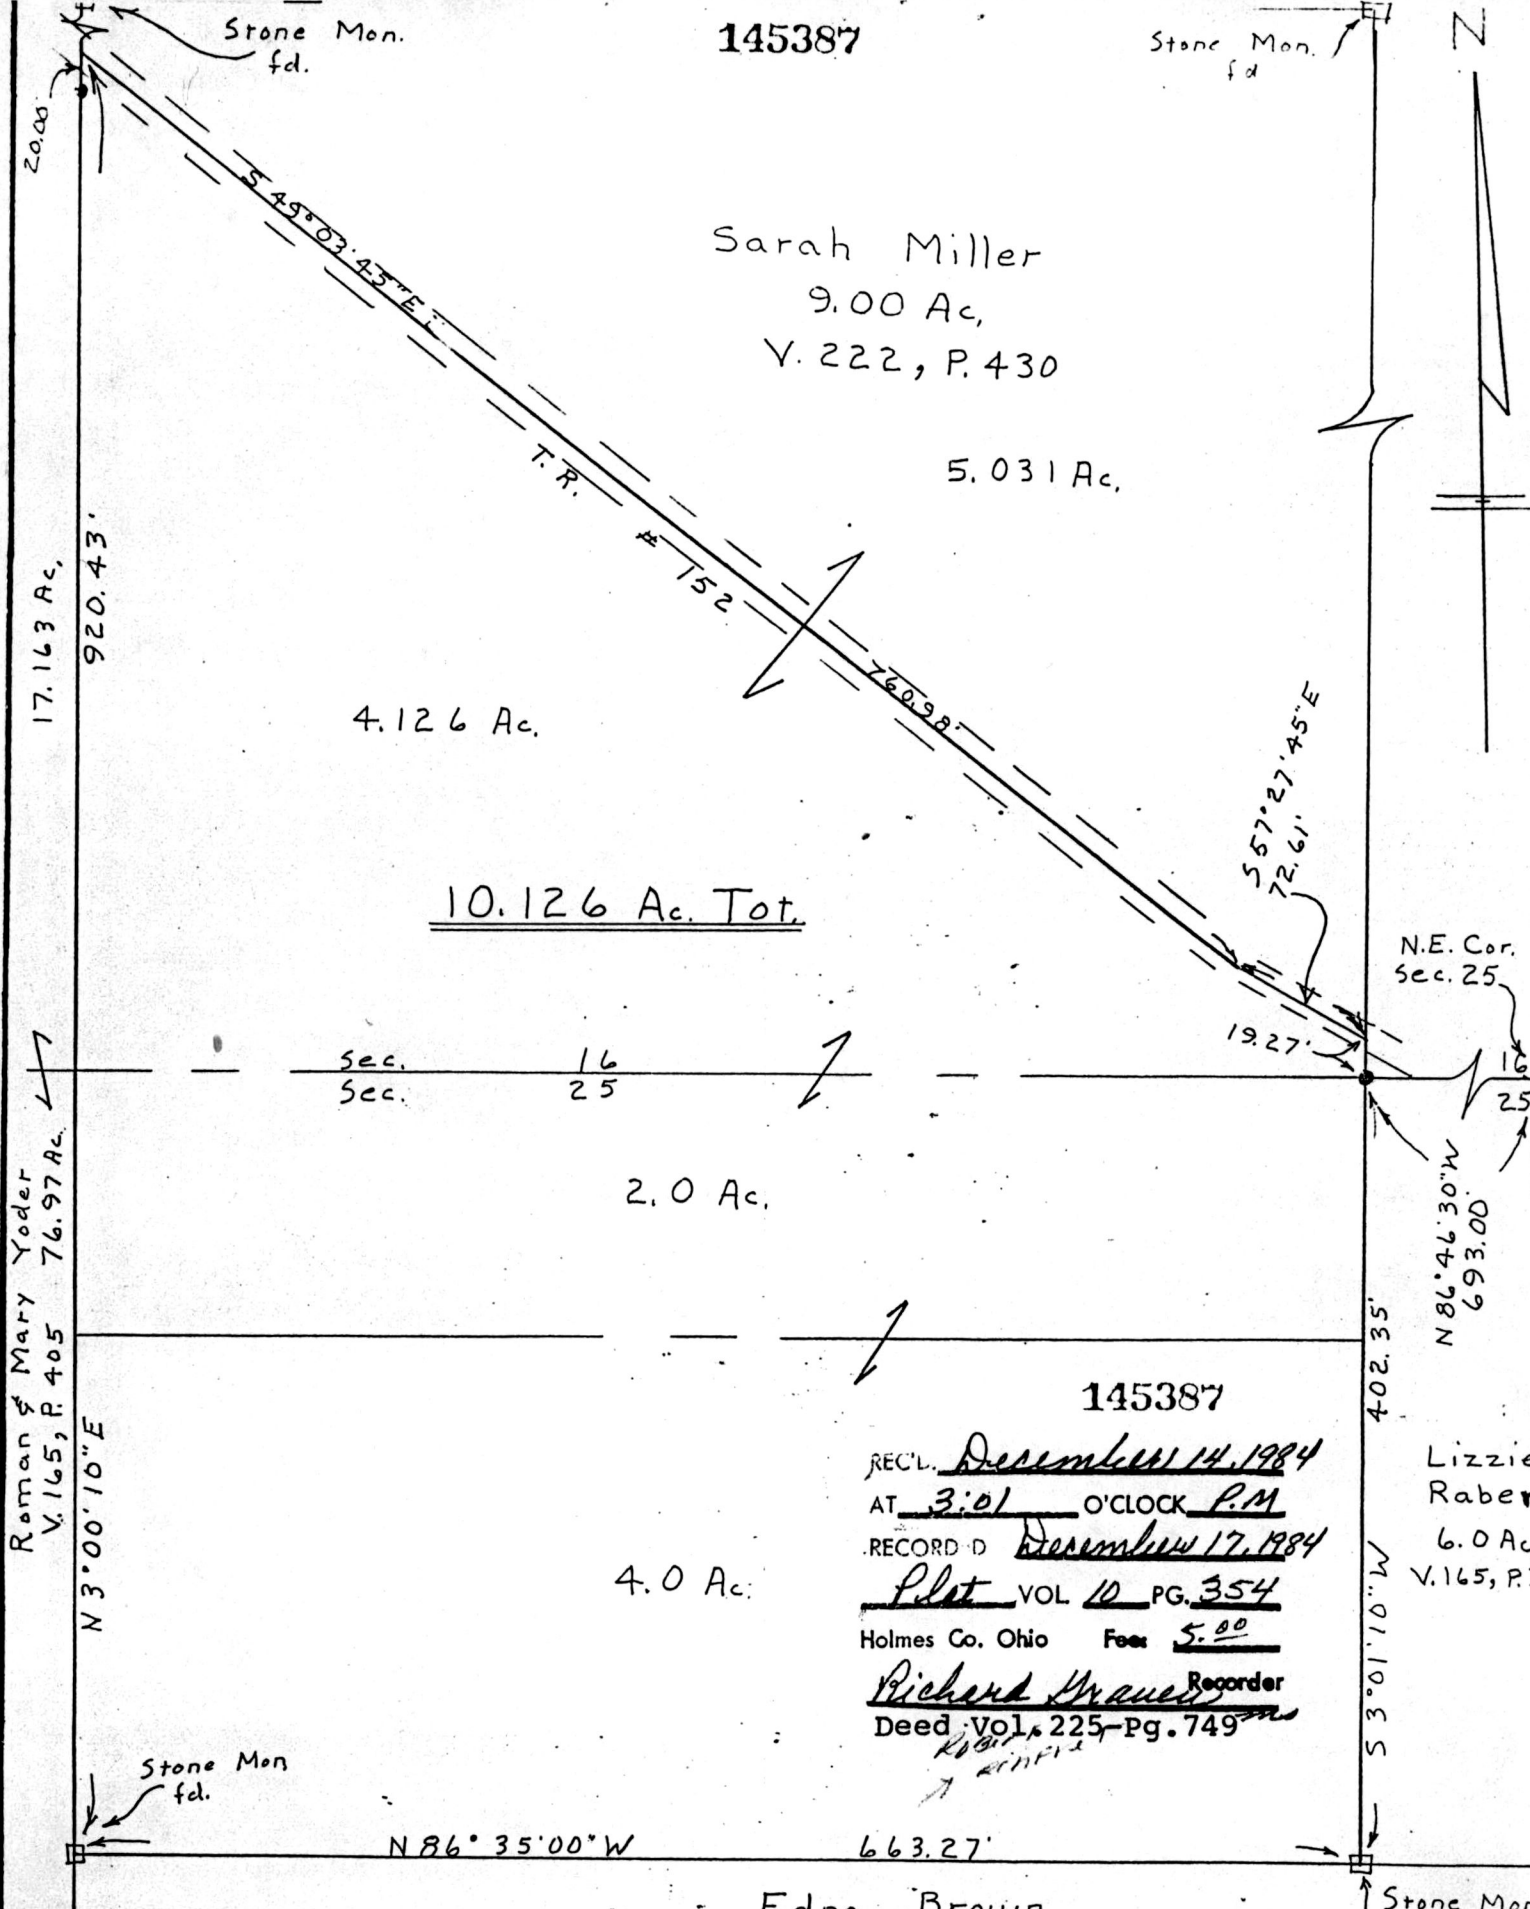 145387
Stone Mon.
fd.
Stone Mon.
fd
N
20.00
S 49° 03' 45" E
Sarah Miller
9.00 Ac,
V. 222, P. 430
5.031 Ac,
T. R. # 152
760.98'
17.163 Ac,
920.43'
4.126 Ac.
S 57° 27' 45" E
72.61'
10.126 Ac. Tot.
N.E. Cor.
Sec. 25
19.27'
Sec. 16
Sec. 25
16
25
N 86° 46' 30" W
693.00'
2.0 Ac.
Roman & Mary Yoder
V. 165, P. 405 76.97 Ac.
N 3° 00' 10" E
402.35'
S 3° 01' 10" W
145387
REC'D. December 14, 1984
AT 3:01 O'CLOCK P.M
RECORD D December 17, 1984
Plat VOL 10 PG. 354
Holmes Co. Ohio Fee: 5.00
Richard Graven Recorder
Deed Vol. 225-Pg. 749
4.0 Ac.
Lizzie
Raber
6.0 Ac
V. 165, P.
Stone Mon
fd.
N 86° 35' 00" W 663.27'
Brown
Stone Mon